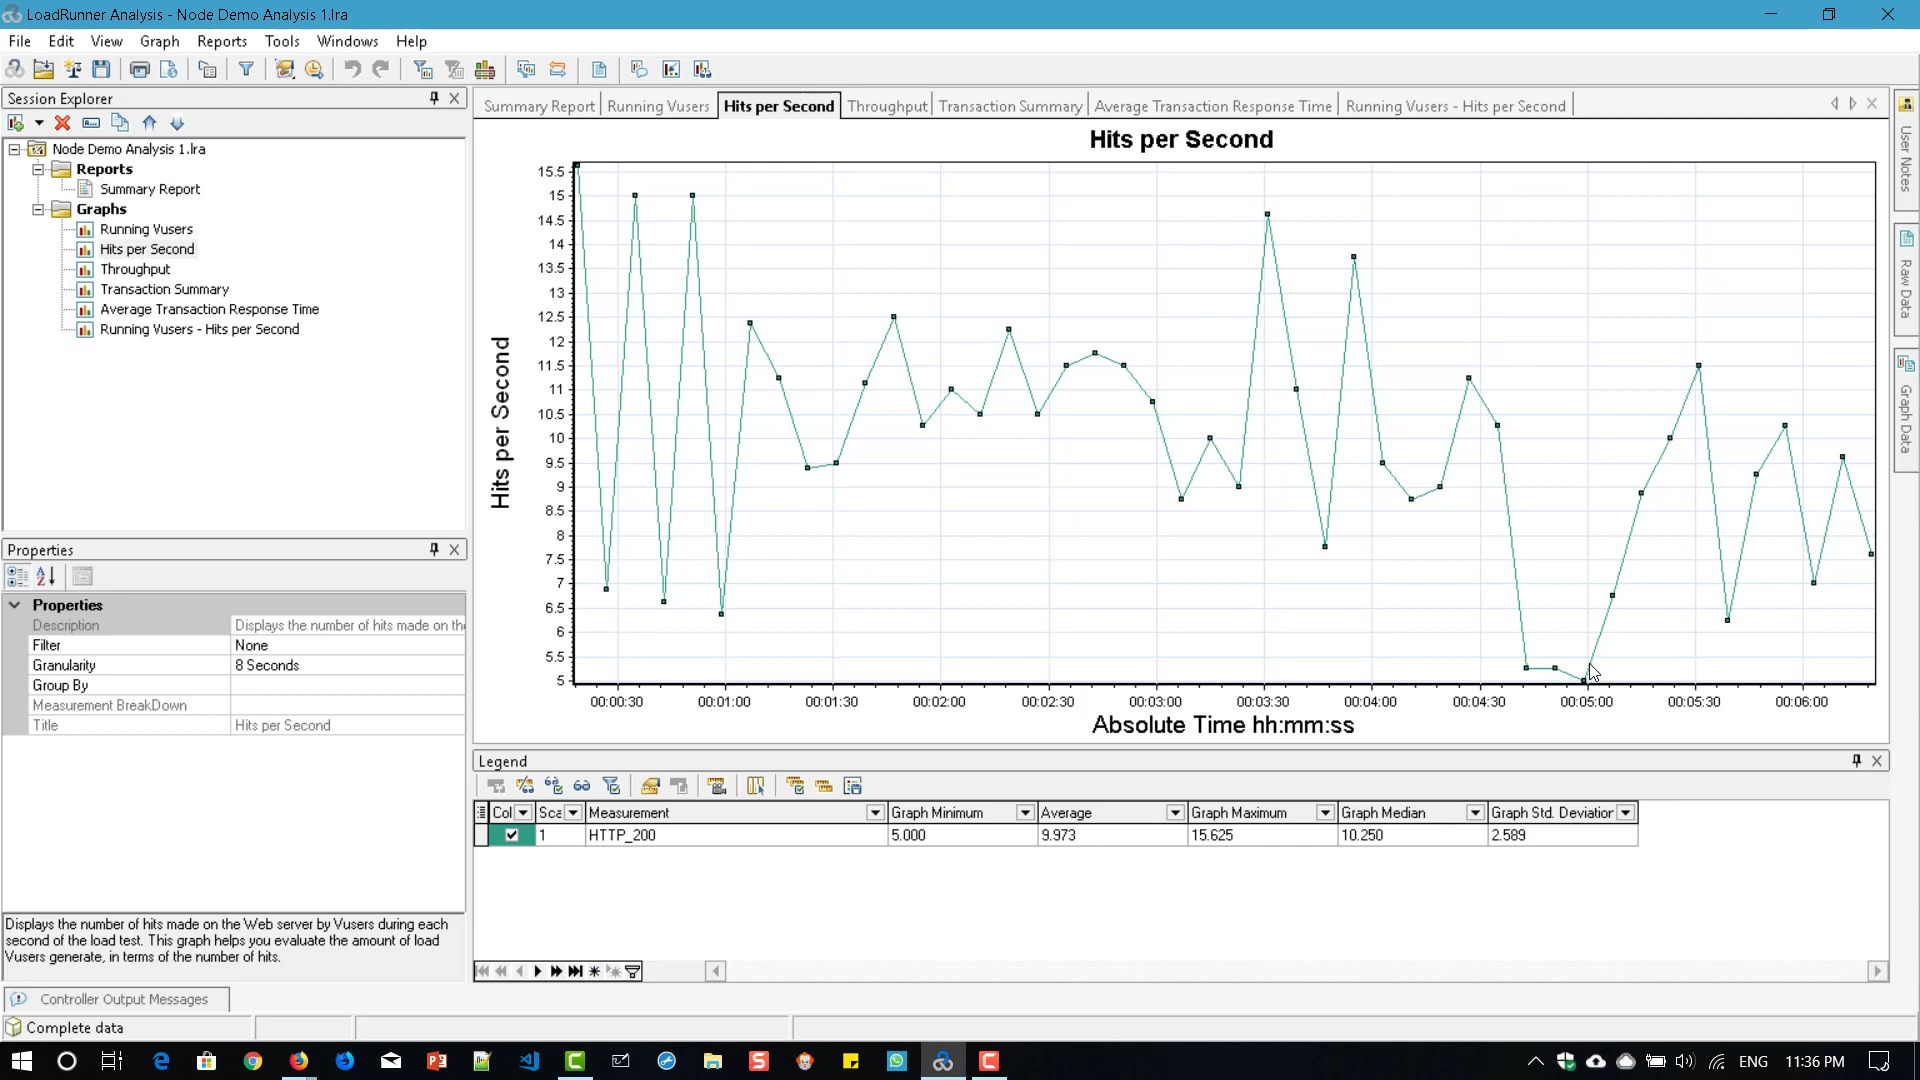 LoadRunner Analysis - Node Demo Analysis 1.lra
File Edit View Graph Reports Tools Windows Help
Session Explorer
Node Demo Analysis 1.lra
Reports
Summary Report
Graphs
Running Vusers
Hits per Second
Throughput
Transaction Summary
Average Transaction Response Time
Running Vusers - Hits per Second
Properties
Properties
Description Displays the number of hits made on the
Filter None
Granularity 8 Seconds
Group By
Measurement BreakDown
Title Hits per Second
Displays the number of hits made on the Web server by Vusers during each
second of the load test. This graph helps you evaluate the amount of load
Vusers generate, in terms of the number of hits.
Summary Report Running Vusers Hits per Second Throughput Transaction Summary Average Transaction Response Time Running Vusers - Hits per Second
Hits per Second
Hits per Second
15.5
15
14.5
14
13.5
13
12.5
12
11.5
11
10.5
10
9.5
9
8.5
8
7.5
7
6.5
6
5.5
5
00:00:30 00:01:00 00:01:30 00:02:00 00:02:30 00:03:00 00:03:30 00:04:00 00:04:30 00:05:00 00:05:30 00:06:00
Absolute Time hh:mm:ss
User Notes
Raw Data
Graph Data
Legend
Col Sca Measurement Graph Minimum Average Graph Maximum Graph Median Graph Std. Deviation
1 HTTP_200 5.000 9.973 15.625 10.250 2.589
Controller Output Messages
Complete data
ENG 11:36 PM